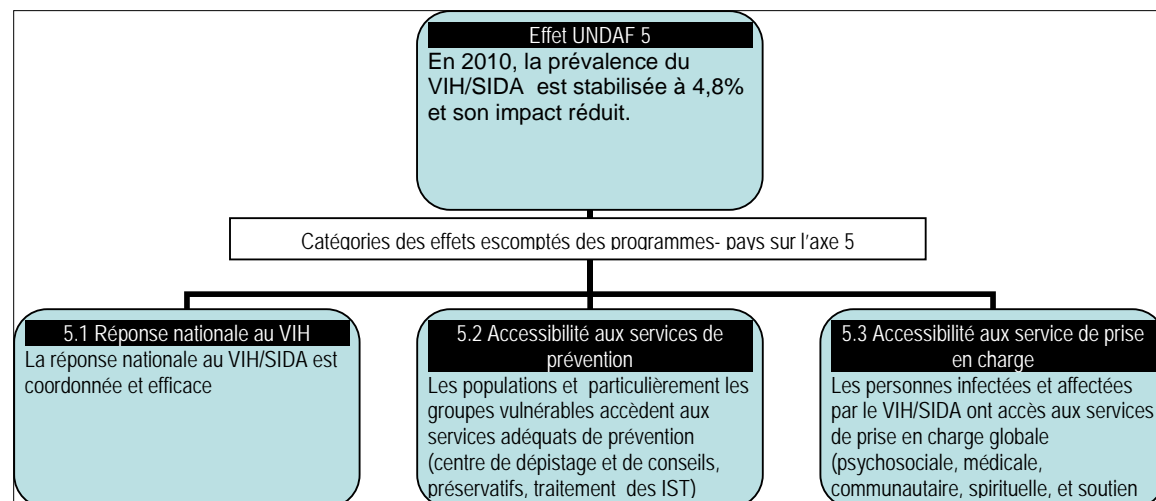 Effet UNDAF 5
En 2010, la prévalence du
VIH/SIDA est stabilisée à 4,8%
et son impact réduit.
Catégories des effets escomptés des programmes- pays sur l'axe 5
5.1 Réponse nationale au VIH
La réponse nationale au VIH/SIDA est
coordonnée et efficace
5.2 Accessibilité aux services de
prévention
Les populations et particulièrement les
groupes vulnérables accèdent aux
services adéquats de prévention
(centre de dépistage et de conseils,
préservatifs, traitement des IST)
5.3 Accessibilité aux service de prise
en charge
Les personnes infectées et affectées
par le VIH/SIDA ont accès aux services
de prise en charge globale
(psychosociale, médicale,
communautaire, spirituelle, et soutien